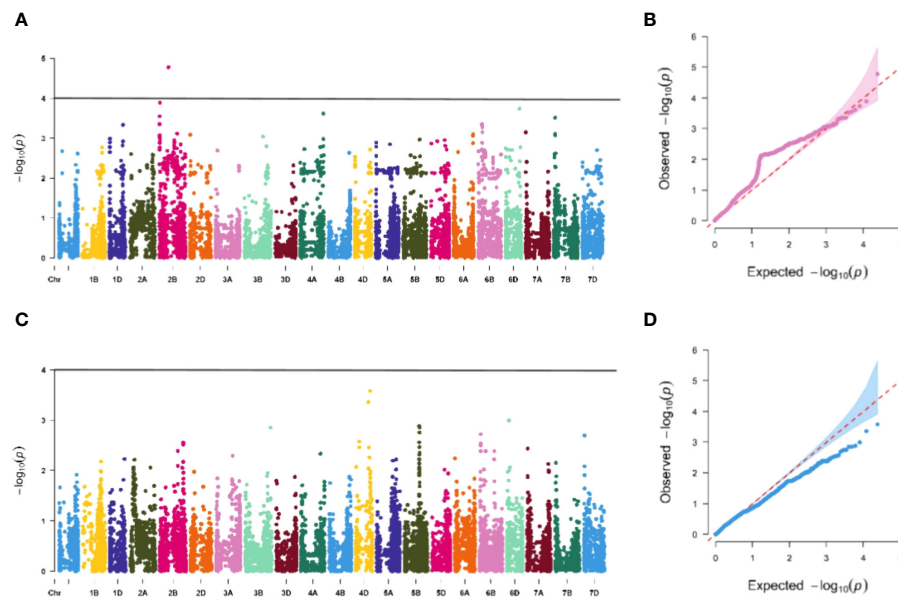 A
B
5
4
3
2
1
0
−log₁₀(p)
Chr 1B 1D 2A 2B 2D 3A 3B 3D 4A 4B 4D 5A 5B 5D 6A 6B 6D 7A 7B 7D
6
5
4
3
2
1
0
Observed −log₁₀(p)
0 1 2 3 4 5
Expected −log₁₀(p)
C
D
4
3
2
1
0
−log₁₀(p)
Chr 1B 1D 2A 2B 2D 3A 3B 3D 4A 4B 4D 5A 5B 5D 6A 6B 6D 7A 7B 7D
6
5
4
3
2
1
0
Observed −log₁₀(p)
0 1 2 3 4 5
Expected −log₁₀(p)